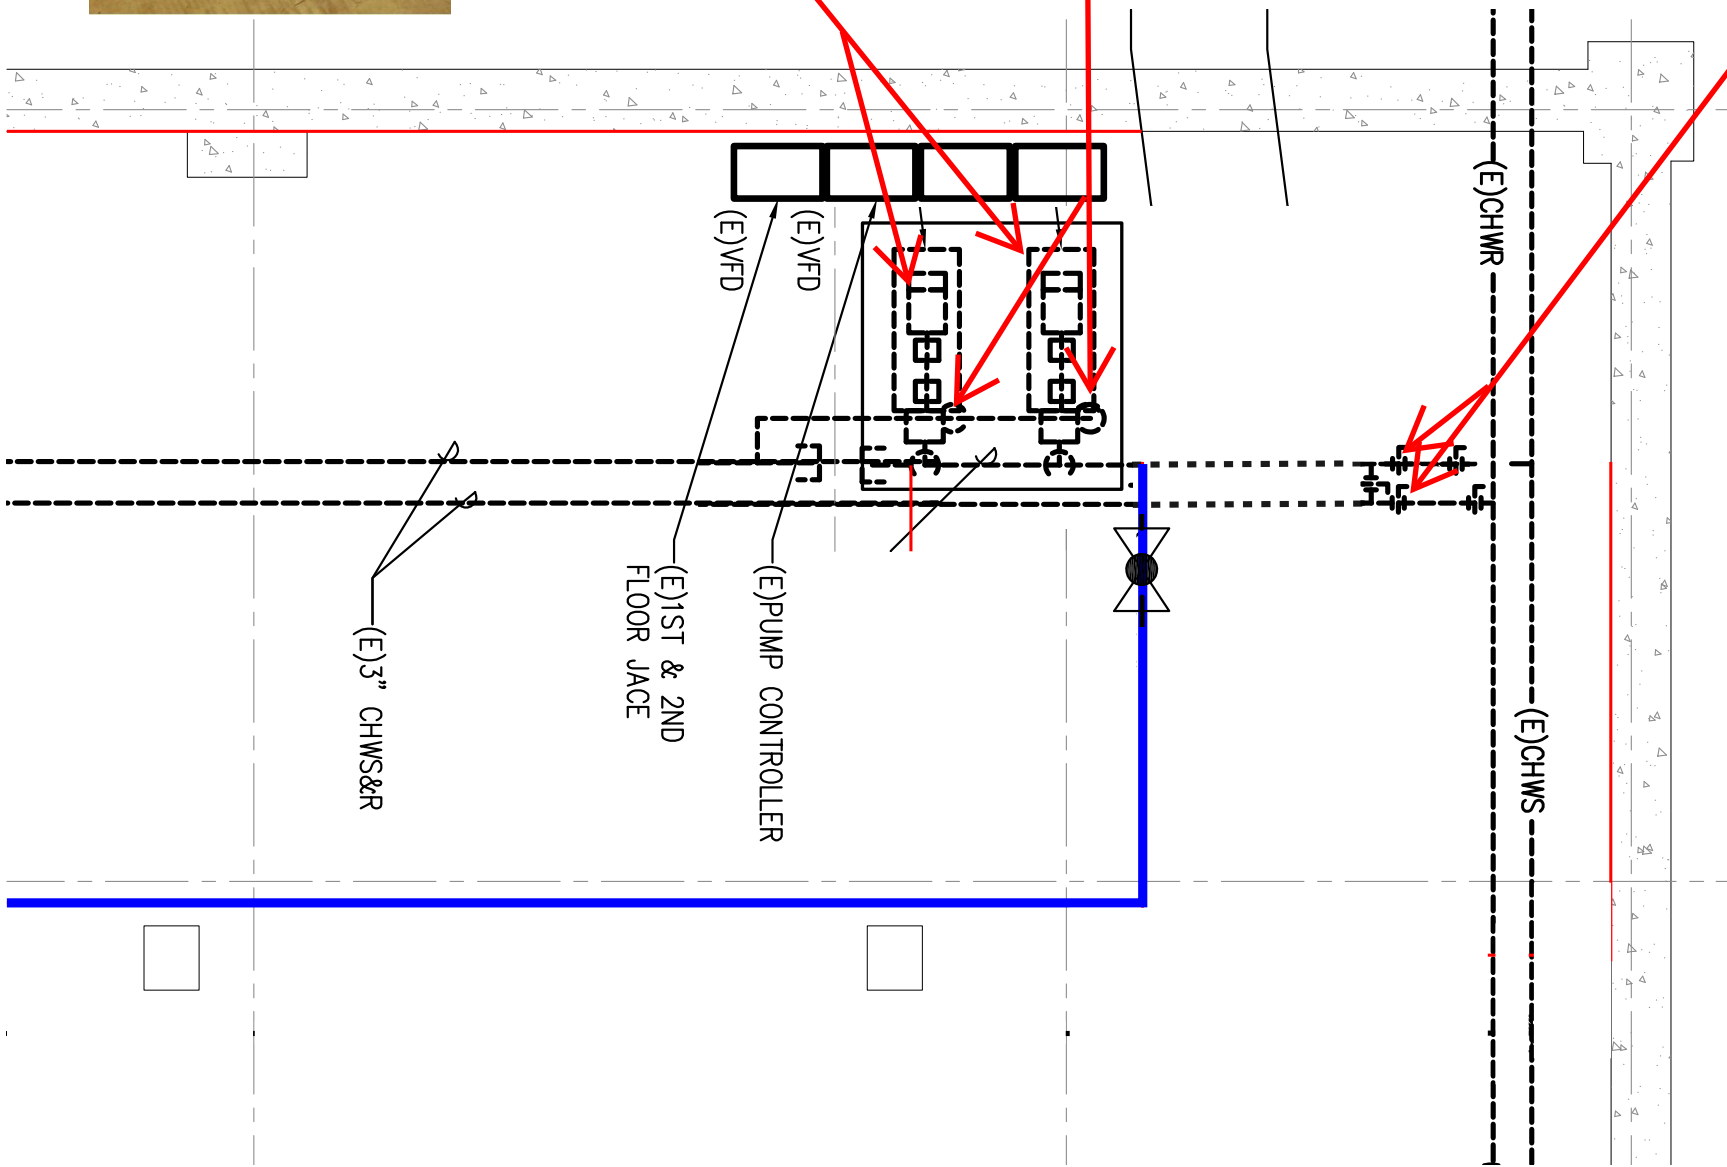 (E)CHWR
(E)CHWS
(E)VFD
(E)VFD
(E)PUMP CONTROLLER
(E)1ST & 2ND
FLOOR JACE
(E)3" CHWS&R